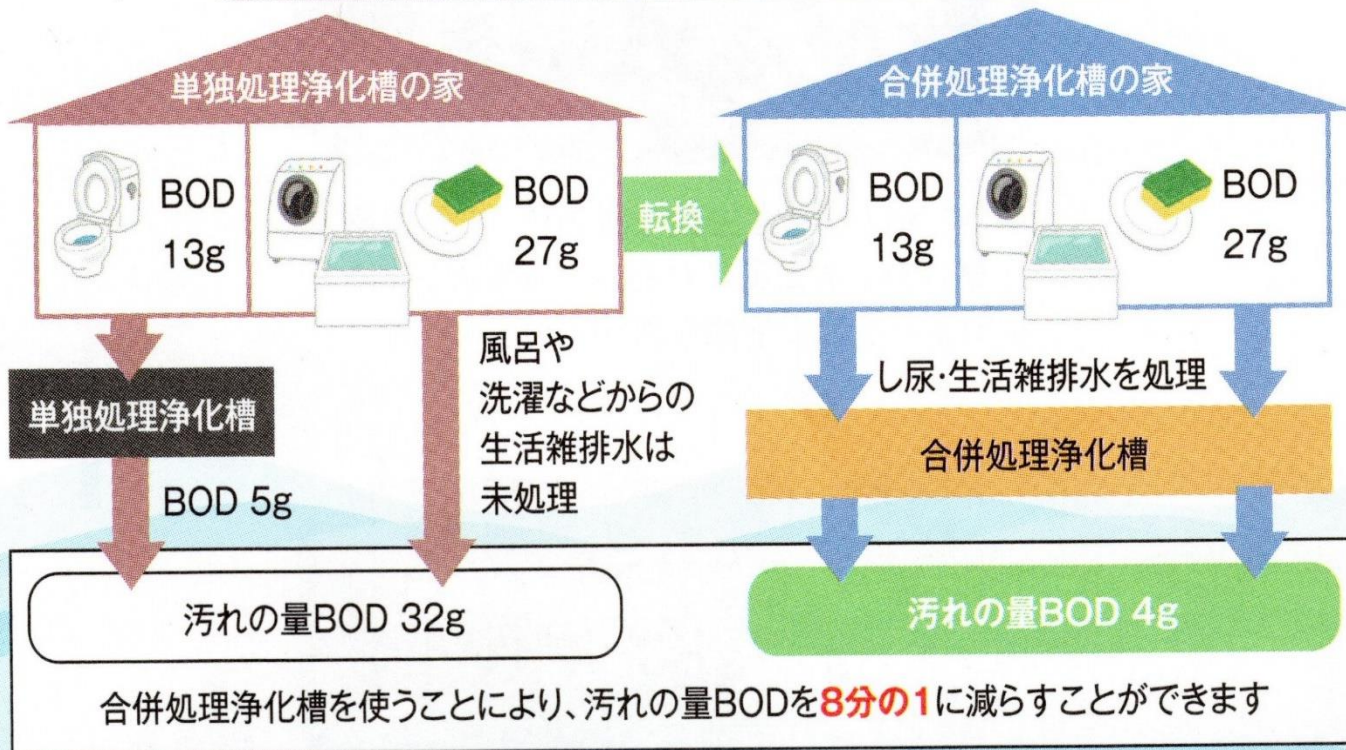 単独処理浄化槽の家
BOD
13g
BOD
27g
転換
合併処理浄化槽の家
BOD
13g
BOD
27g
単独処理浄化槽
BOD 5g
風呂や
洗濯などからの
生活雑排水は
未処理
し尿・生活雑排水を処理
合併処理浄化槽
汚れの量BOD 32g
汚れの量BOD 4g
合併処理浄化槽を使うことにより、汚れの量BODを8分の1に減らすことができます